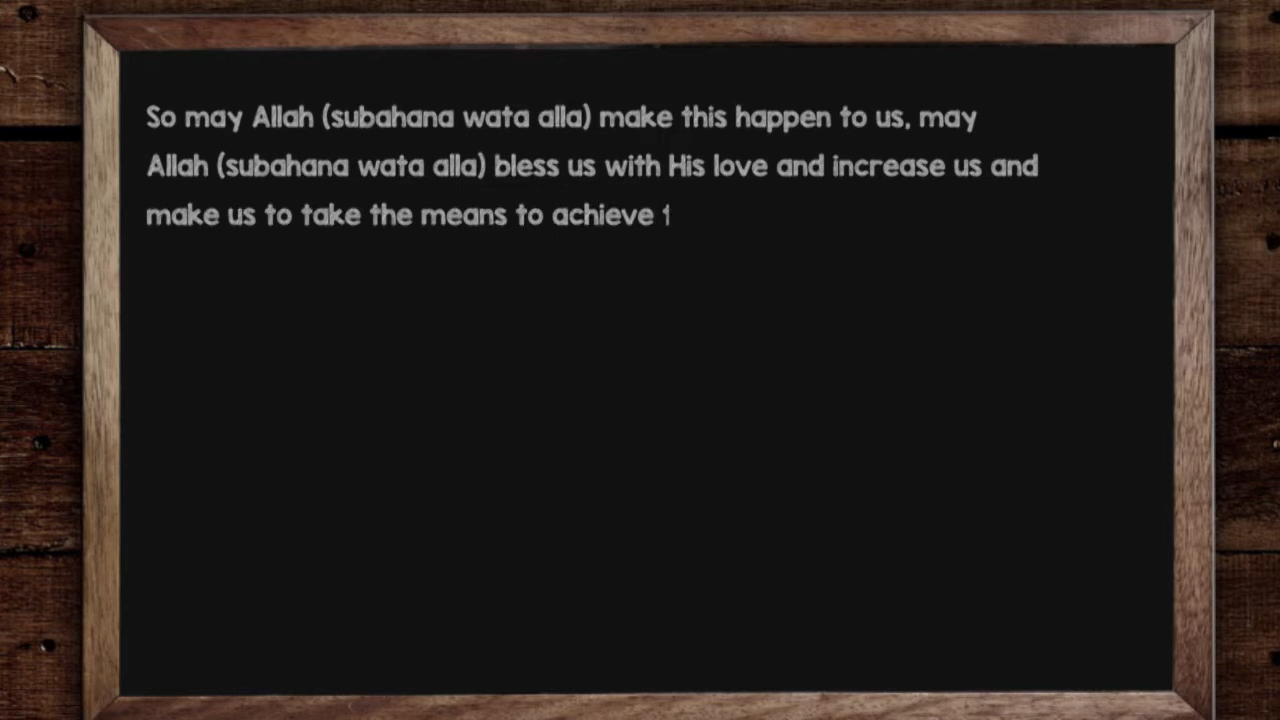 So may Allah (subahana wata alla) make this happen to us, may
Allah (subahana wata alla) bless us with His love and increase us and
make us to take the means to achieve